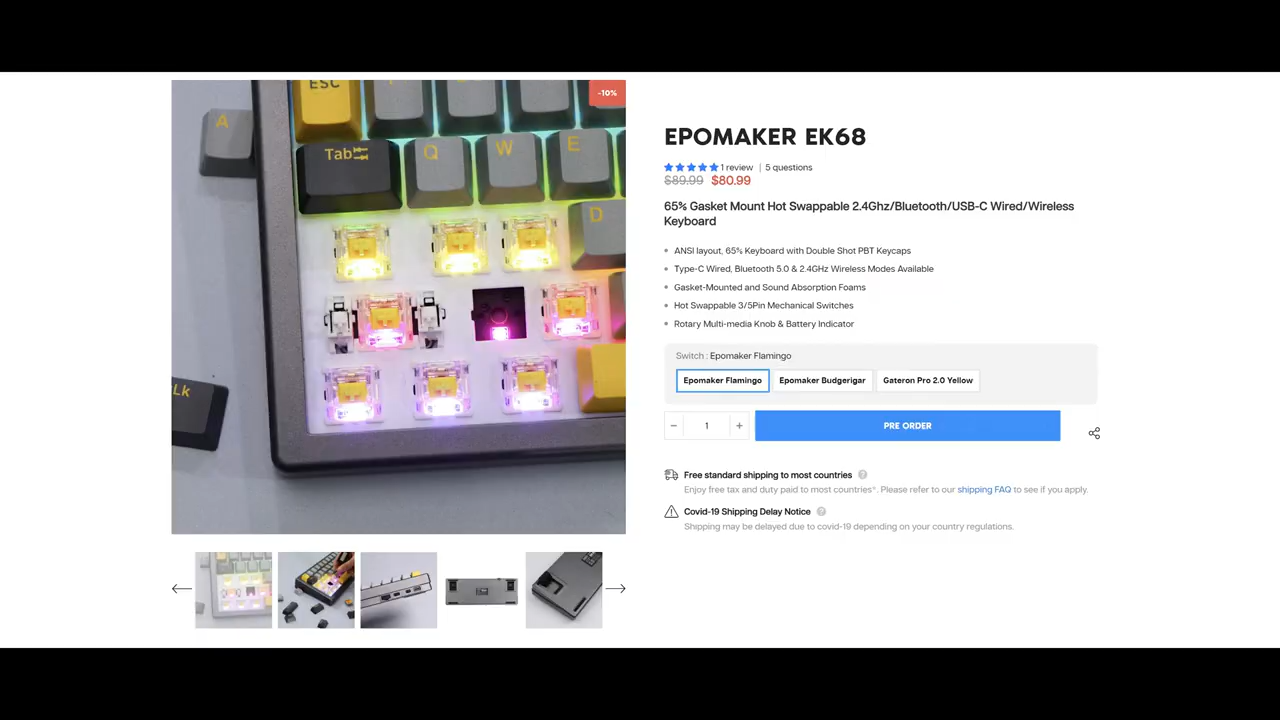 -10%
ESC
A
Tab
Q
W
E
D
Lk
EPOMAKER EK68
1 review | 5 questions
$89.99 $80.99
65% Gasket Mount Hot Swappable 2.4Ghz/Bluetooth/USB-C Wired/Wireless
Keyboard
ANSI layout, 65% Keyboard with Double Shot PBT Keycaps
Type-C Wired, Bluetooth 5.0 & 2.4GHz Wireless Modes Available
Gasket-Mounted and Sound Absorption Foams
Hot Swappable 3/5Pin Mechanical Switches
Rotary Multi-media Knob & Battery Indicator
Switch : Epomaker Flamingo
Epomaker Flamingo Epomaker Budgerigar Gateron Pro 2.0 Yellow
− 1 + PRE ORDER
Free standard shipping to most countries ?
Enjoy free tax and duty paid to most countries*. Please refer to our shipping FAQ to see if you apply.
Covid-19 Shipping Delay Notice ?
Shipping may be delayed due to covid-19 depending on your country regulations.